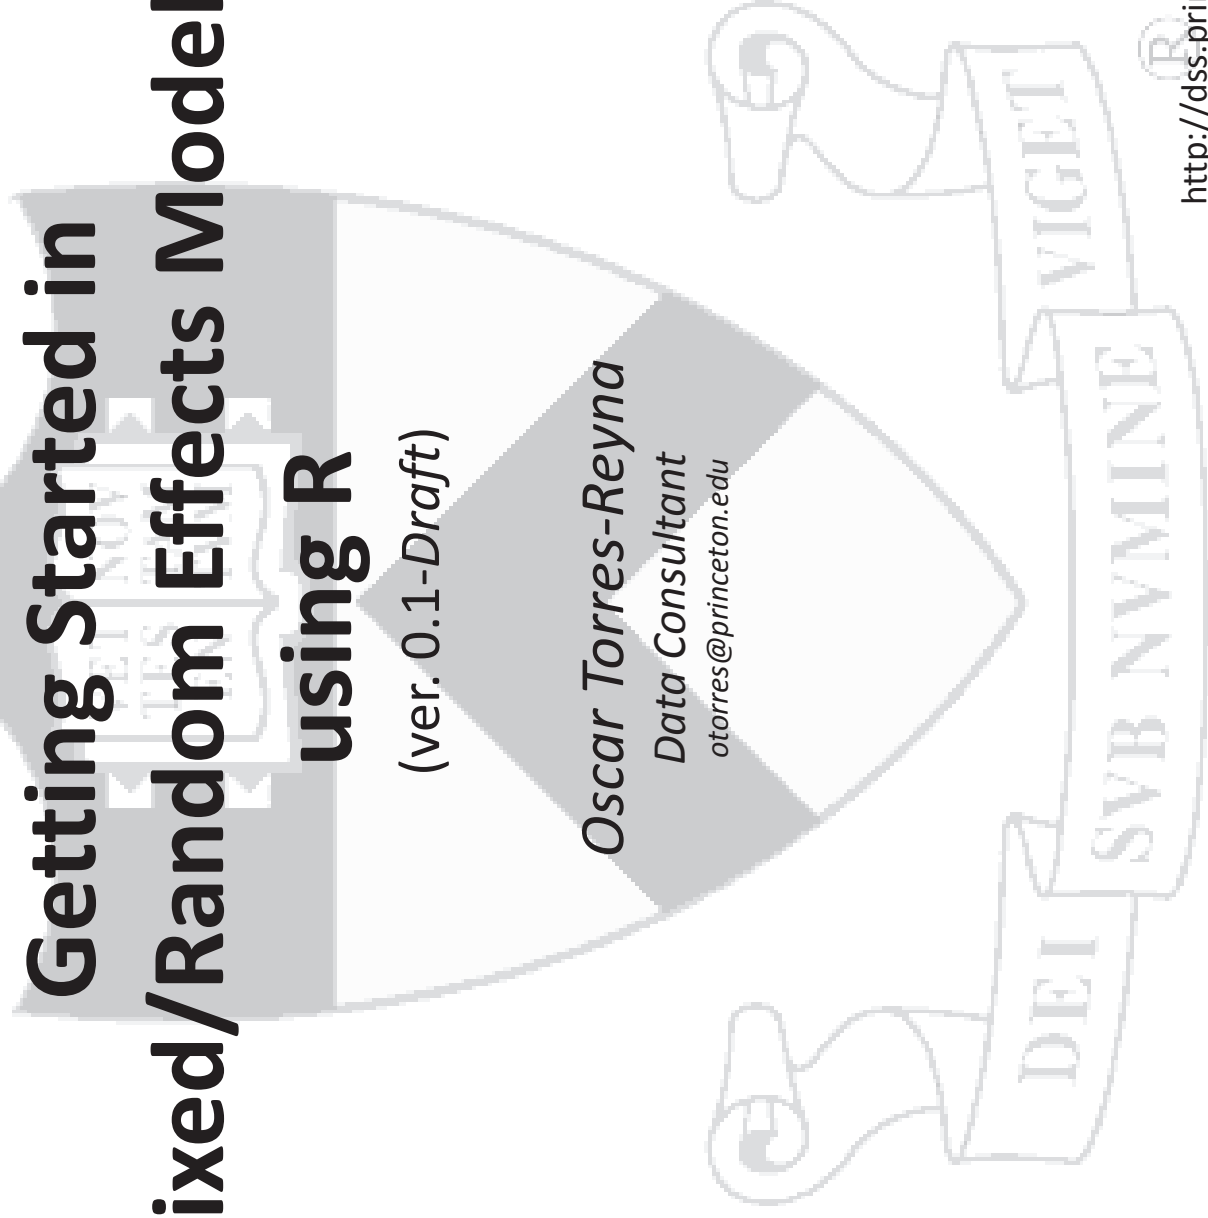 Getting Started in
ixed/Random Effects Model
using R
(ver. 0.1-Draft)
Oscar Torres-Reyna
Data Consultant
otorres@princeton.edu
DEI SVB NVMINE VIGET
®
http://dss.pri